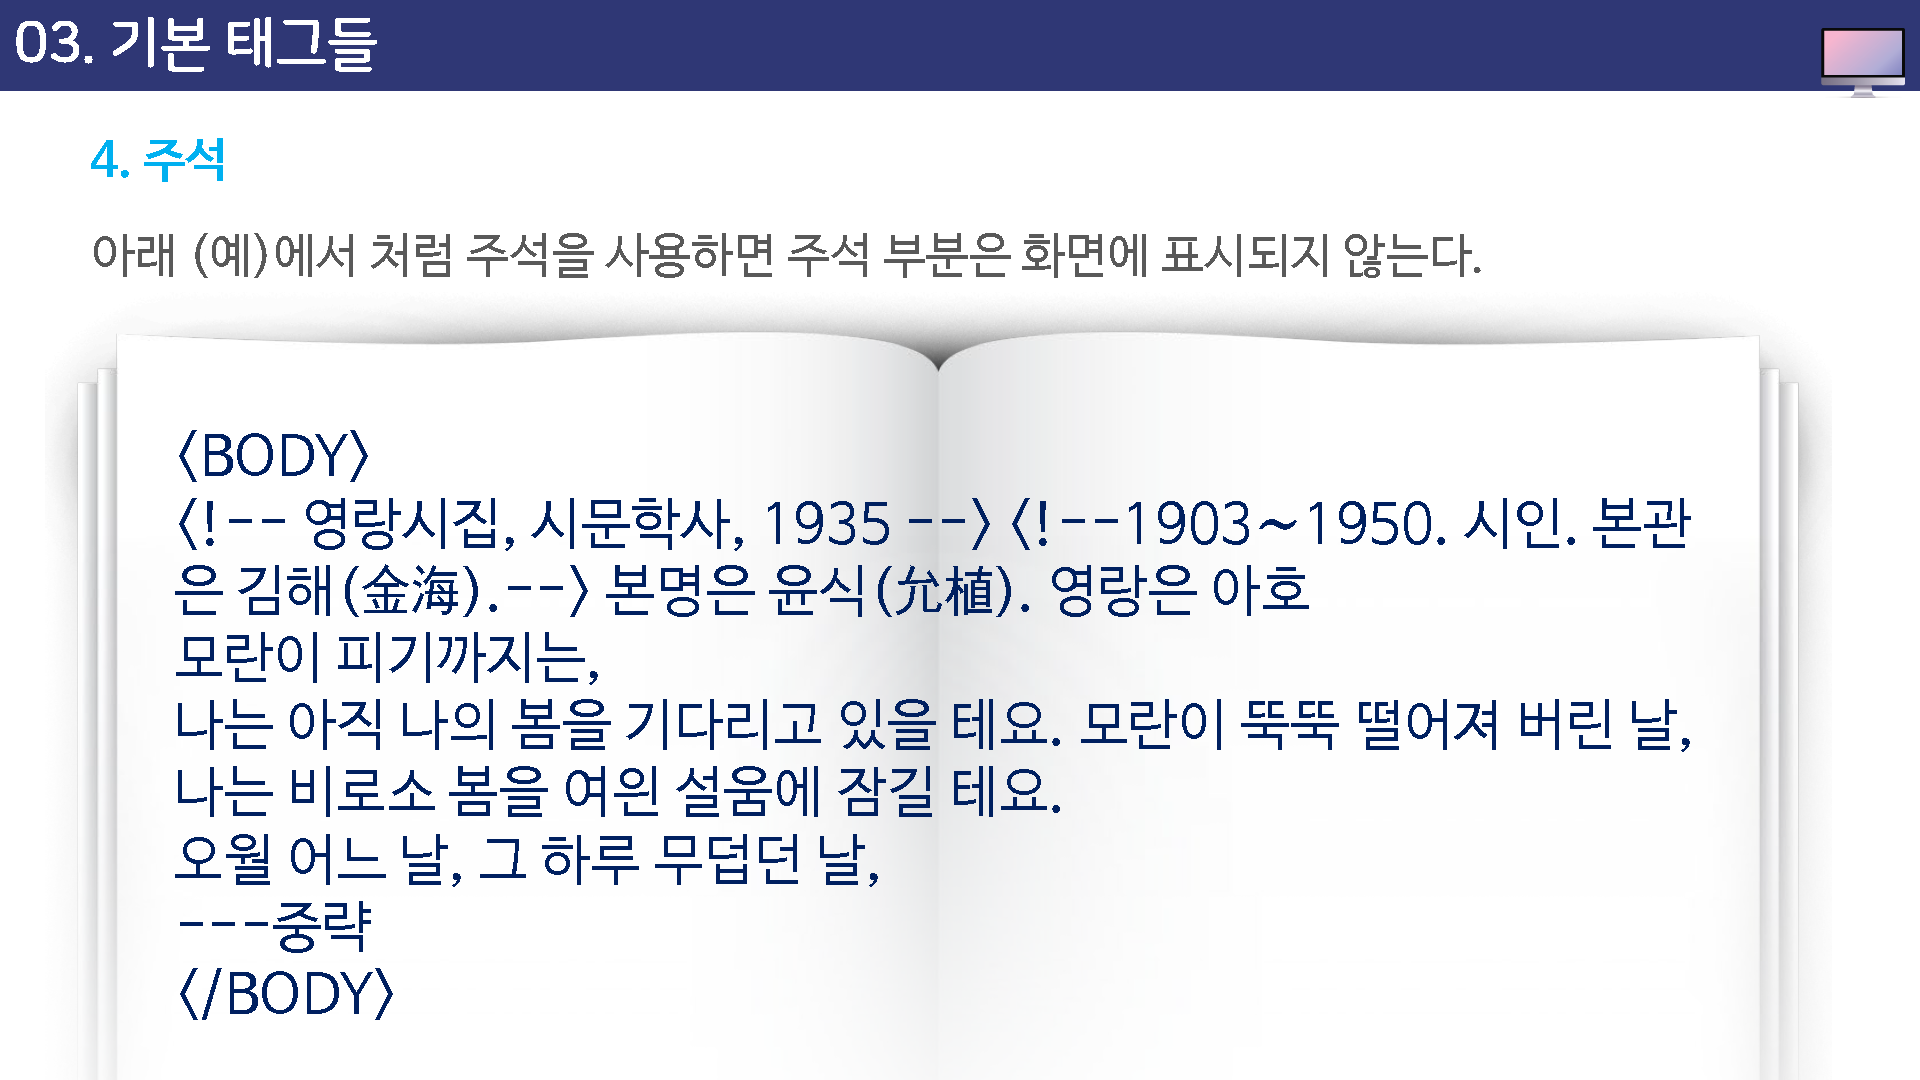 03. 기본 태그들
4. 주석
아래 (예)에서 처럼 주석을 사용하면 주석 부분은 화면에 표시되지 않는다.
<BODY>
<!-- 영랑시집, 시문학사, 1935 --> <!--1903~1950. 시인. 본관
은 김해(金海).--> 본명은 윤식(允植). 영랑은 아호
모란이 피기까지는,
나는 아직 나의 봄을 기다리고 있을 테요. 모란이 뚝뚝 떨어져 버린 날,
나는 비로소 봄을 여읜 설움에 잠길 테요.
오월 어느 날, 그 하루 무덥던 날,
---중략
</BODY>